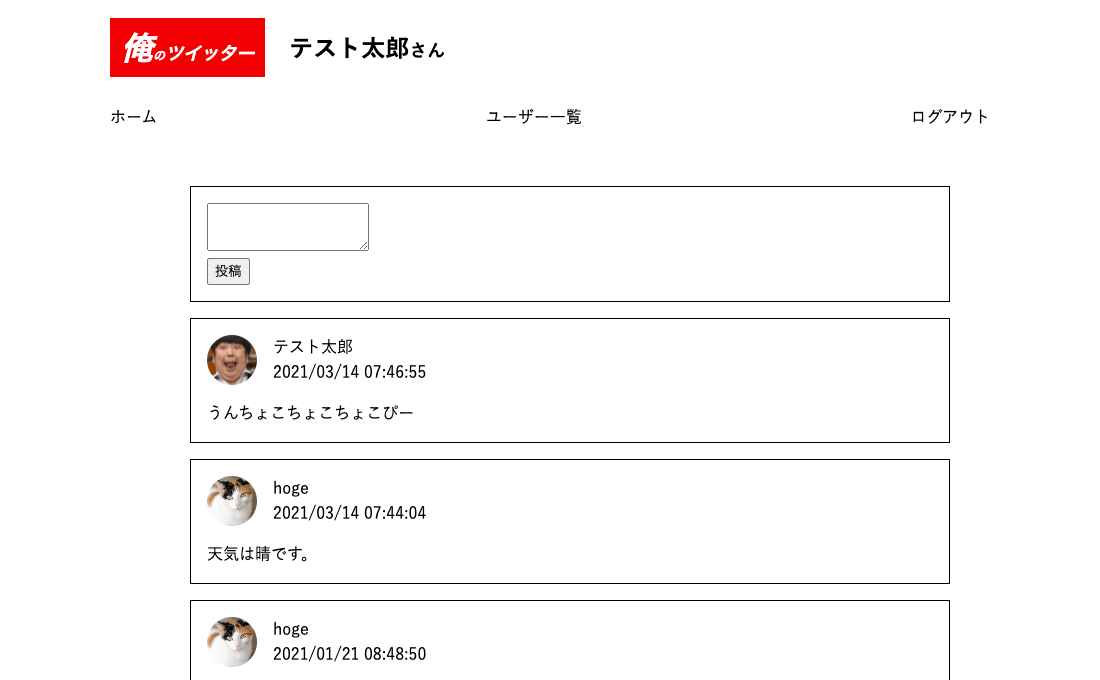 俺のツイッター
テスト太郎さん
ホーム ユーザー一覧 ログアウト
投稿
テスト太郎
2021/03/14 07:46:55
うんちょこちょこちょこぴー
hoge
2021/03/14 07:44:04
天気は晴です。
hoge
2021/01/21 08:48:50